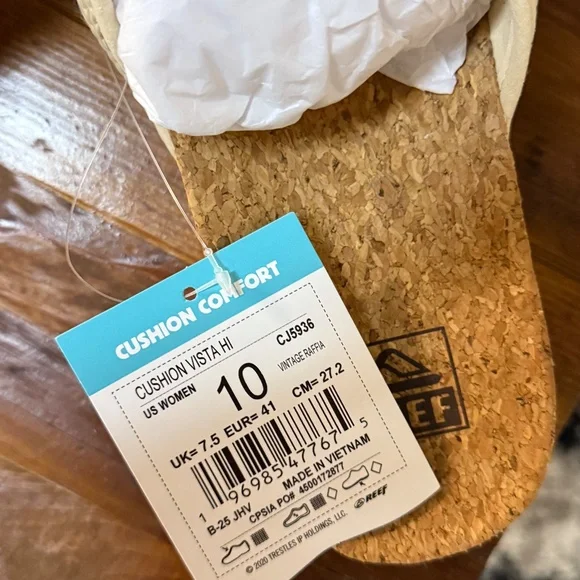 CUSHION COMFORT
CUSHION VISTA HI
CJ5936
US WOMEN
10
VINTAGE RAFFIA
UK= 7.5 EUR= 41 CM= 27.2
1 96985 47767 5
B-25 JHV
MADE IN VIETNAM
CPSIA PO# 4500172877
REEF
© 2020 TRESTLES IP HOLDINGS, LLC.
EEF